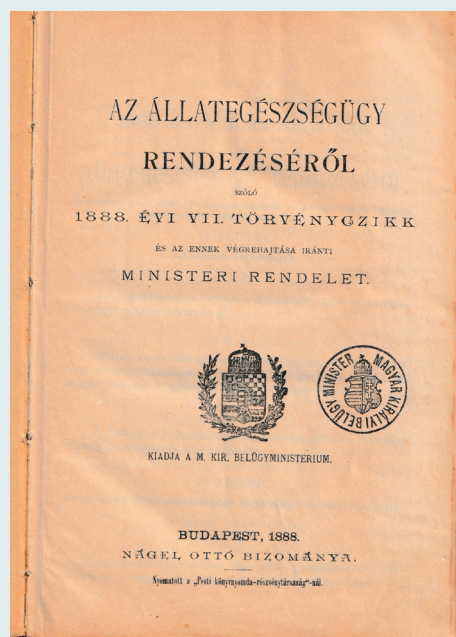 AZ ÁLLATEGÉSZSÉGÜGY
RENDEZÉSÉRŐL
SZÓLÓ
1888. ÉVI VII. TÖRVÉNYCZIKK
ÉS AZ ENNEK VÉGREHAJTÁSA IRÁNTI
MINISTERI RENDELET.
MAGYAR KIRÁLYI BELÜGY MINISTER
KIADJA A M. KIR. BELÜGYMINISTERIUM.
BUDAPEST, 1888.
NÁGEL OTTÓ BIZOMÁNYA.
Nyomatott a „Pesti könyvnyomda-részvénytársaság"-nál.